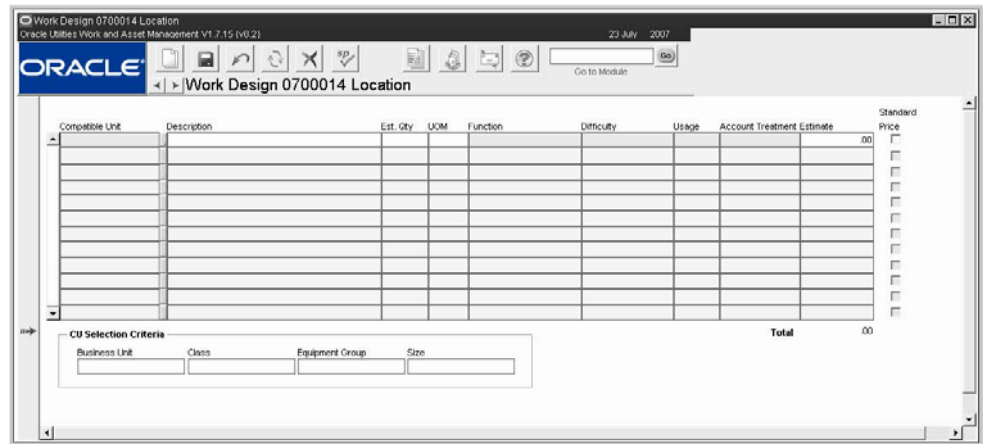 Work Design 0700014 Location
Oracle Utilities Work and Asset Management V1.7.15 (v8.2) 23 July 2007
ORACLE
sp
Go
Go to Module
Work Design 0700014 Location
Standard
Compatible Unit Description Est. Qty UOM Function Difficulty Usage Account Treatment Estimate Price
.00
Total .00
CU Selection Criteria
Business Unit Class Equipment Group Size